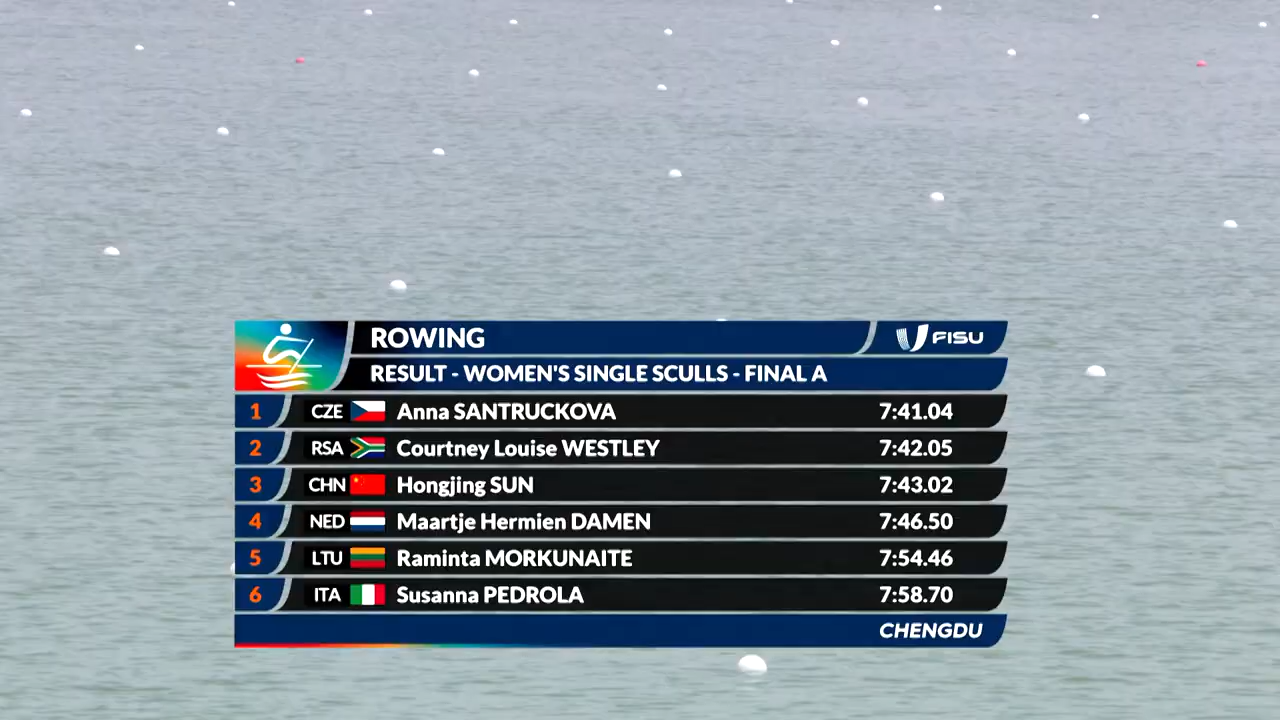 ROWING
FISU
RESULT - WOMEN'S SINGLE SCULLS - FINAL A
1 CZE Anna SANTRUCKOVA 7:41.04
2 RSA Courtney Louise WESTLEY 7:42.05
3 CHN Hongjing SUN 7:43.02
4 NED Maartje Hermien DAMEN 7:46.50
5 LTU Raminta MORKUNAITE 7:54.46
6 ITA Susanna PEDROLA 7:58.70
CHENGDU